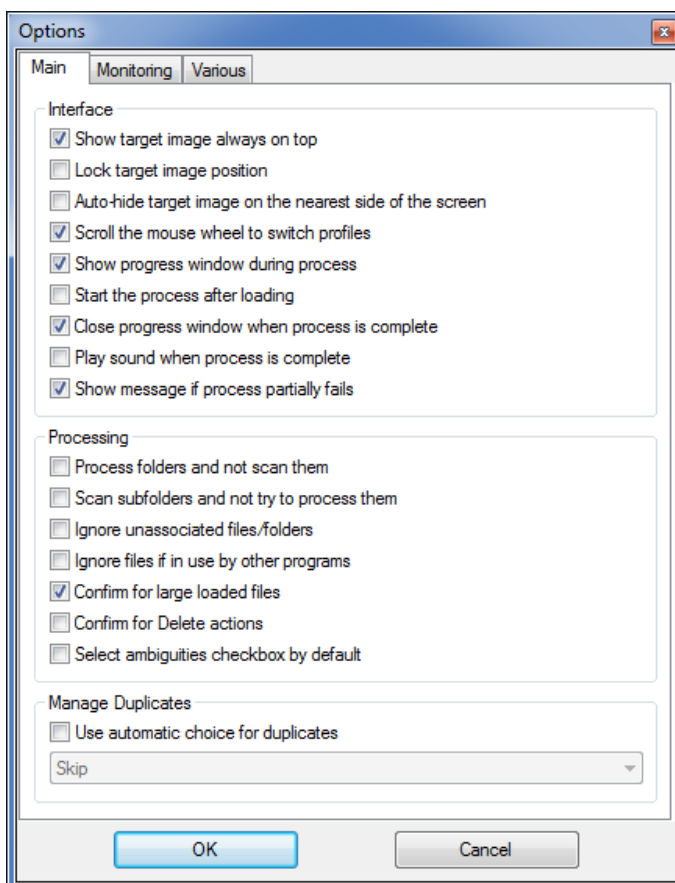 Options
Main Monitoring Various
Interface
Show target image always on top
Lock target image position
Auto-hide target image on the nearest side of the screen
Scroll the mouse wheel to switch profiles
Show progress window during process
Start the process after loading
Close progress window when process is complete
Play sound when process is complete
Show message if process partially fails
Processing
Process folders and not scan them
Scan subfolders and not try to process them
Ignore unassociated files/folders
Ignore files if in use by other programs
Confirm for large loaded files
Confirm for Delete actions
Select ambiguities checkbox by default
Manage Duplicates
Use automatic choice for duplicates
Skip
OK Cancel